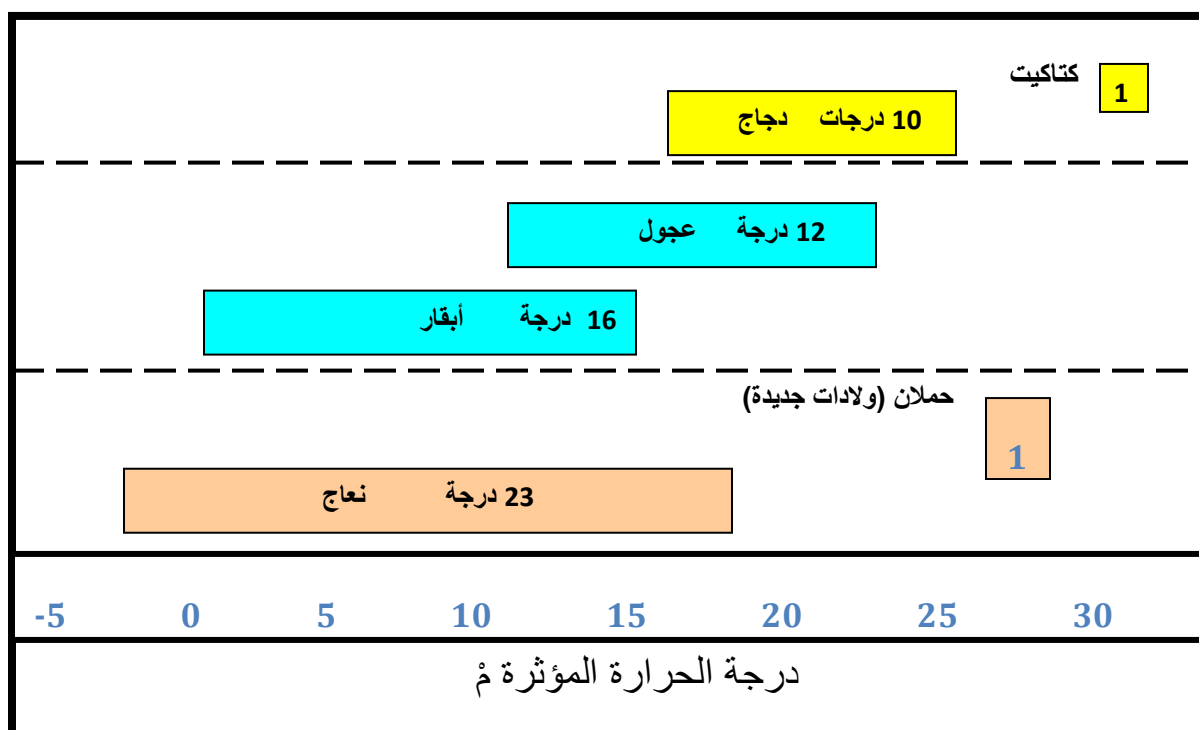 كتاكيت
1
10 درجات دجاج
12 درجة عجول
16 درجة أبقار
حملان (ولادات جديدة)
1
23 درجة نعاج
-5 0 5 10 15 20 25 30
درجة الحرارة المؤثرة مْ